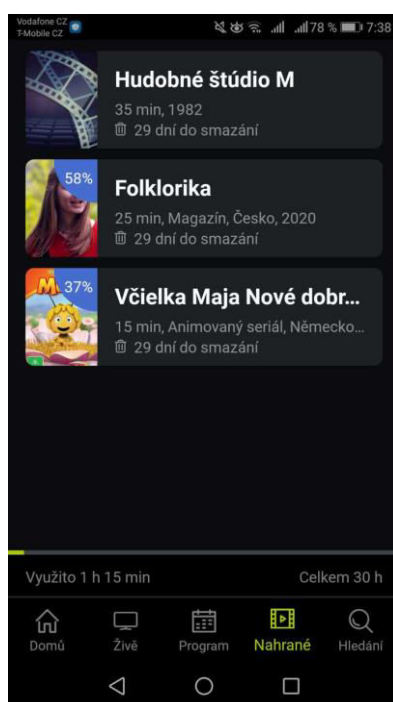 Vodafone CZ
T-Mobile CZ
78 % 7:38
Hudobné štúdio M
35 min, 1982
29 dní do smazání
58%
Folklorika
25 min, Magazín, Česko, 2020
29 dní do smazání
M 37%
Včielka Maja Nové dobr...
15 min, Animovaný seriál, Německo...
29 dní do smazání
Využito 1 h 15 min Celkem 30 h
Domů Živě Program Nahrané Hledání